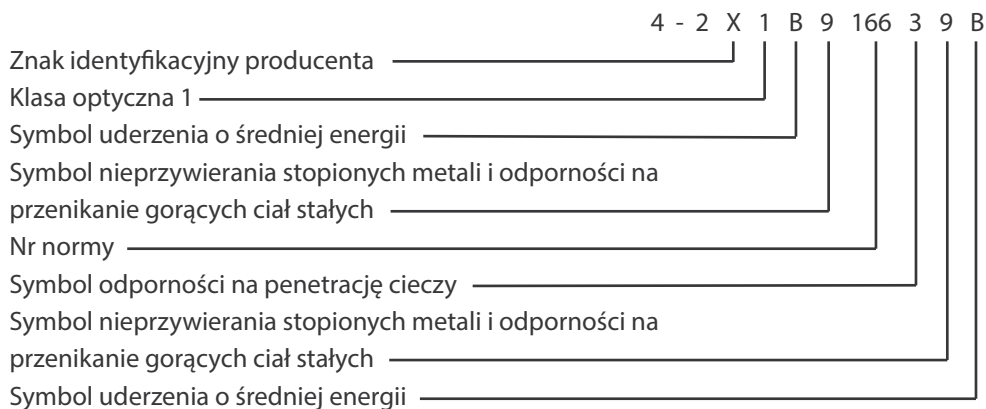 4 - 2 X 1 B 9 166 3 9 B
Znak identyfikacyjny producenta
Klasa optyczna 1
Symbol uderzenia o średniej energii
Symbol nieprzywierania stopionych metali i odporności na
przenikanie gorących ciał stałych
Nr normy
Symbol odporności na penetrację cieczy
Symbol nieprzywierania stopionych metali i odporności na
przenikanie gorących ciał stałych
Symbol uderzenia o średniej energii